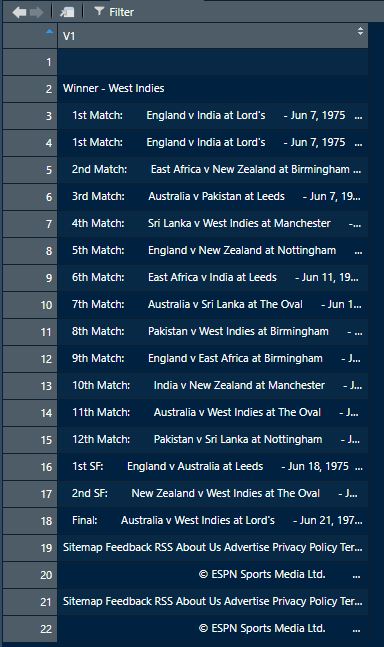 Filter
V1
1
2 Winner - West Indies
3 1st Match: England v India at Lord's - Jun 7, 1975 ...
4 1st Match: England v India at Lord's - Jun 7, 1975 ...
5 2nd Match: East Africa v New Zealand at Birmingham ...
6 3rd Match: Australia v Pakistan at Leeds - Jun 7, 19...
7 4th Match: Sri Lanka v West Indies at Manchester -...
8 5th Match: England v New Zealand at Nottingham ...
9 6th Match: East Africa v India at Leeds - Jun 11, 19...
10 7th Match: Australia v Sri Lanka at The Oval - Jun 1...
11 8th Match: Pakistan v West Indies at Birmingham - ...
12 9th Match: England v East Africa at Birmingham - J...
13 10th Match: India v New Zealand at Manchester - J...
14 11th Match: Australia v West Indies at The Oval - J...
15 12th Match: Pakistan v Sri Lanka at Nottingham - J...
16 1st SF: England v Australia at Leeds - Jun 18, 1975 ...
17 2nd SF: New Zealand v West Indies at The Oval - J...
18 Final: Australia v West Indies at Lord's - Jun 21, 197...
19 Sitemap Feedback RSS About Us Advertise Privacy Policy Ter...
20 © ESPN Sports Media Ltd. ...
21 Sitemap Feedback RSS About Us Advertise Privacy Policy Ter...
22 © ESPN Sports Media Ltd. ...